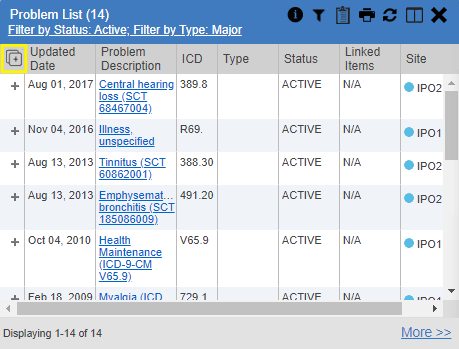 Problem List (14)
Filter by Status: Active; Filter by Type: Major
Updated Date Problem Description ICD Type Status Linked Items Site
Aug 01, 2017 Central hearing loss (SCT 68467004) 389.8 ACTIVE N/A IPO2
Nov 04, 2016 Illness, unspecified R69. ACTIVE N/A IPO1
Aug 13, 2013 Tinnitus (SCT 60862001) 388.30 ACTIVE N/A IPO2
Aug 13, 2013 Emphysemat... bronchitis (SCT 185086009) 491.20 ACTIVE N/A IPO2
Oct 04, 2010 Health Maintenance (ICD-9-CM V65.9) V65.9 ACTIVE N/A IPO1
Feb 18, 2009 Myalgia (ICD 729.1 ACTIVE N/A IPO1
Displaying 1-14 of 14
More >>